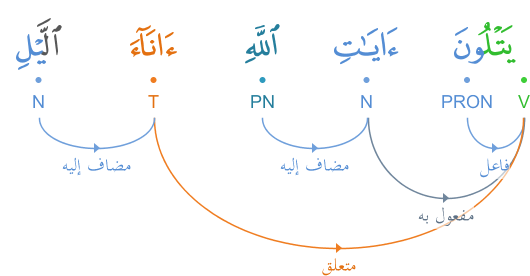 يَتْلُونَ ءَايَـٰتِ ٱللَّهِ ءَانَآءَ ٱلَّيْلِ
V PRON N PN T N
فاعل مضاف إليه مضاف إليه
مفعول به
متعلق